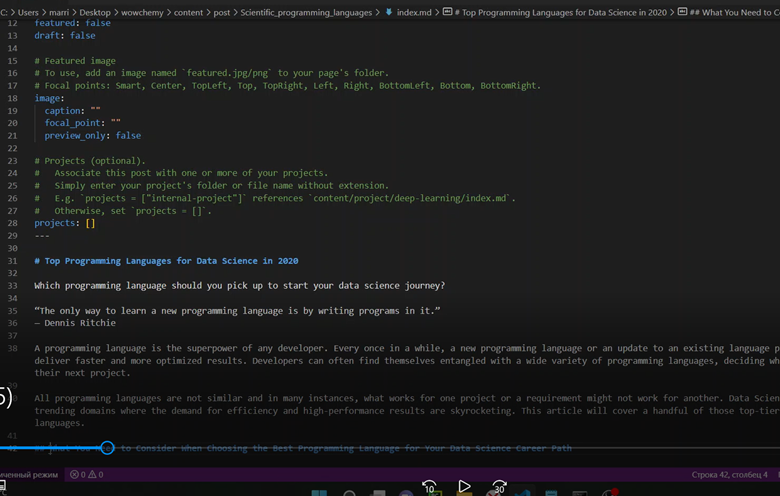 C: > Users > marri > Desktop > wowchemy > content > post > Scientific_programming_languages > index.md > # Top Programming Languages for Data Science in 2020 > ## What You Need to C
12 featured: false
13 draft: false
14
15 # Featured image
16 # To use, add an image named `featured.jpg/png` to your page's folder.
17 # Focal points: Smart, Center, TopLeft, Top, TopRight, Left, Right, BottomLeft, Bottom, BottomRight.
18 image:
19 caption: ""
20 focal_point: ""
21 preview_only: false
22
23 # Projects (optional).
24 # Associate this post with one or more of your projects.
25 # Simply enter your project's folder or file name without extension.
26 # E.g. `projects = ["internal-project"]` references `content/project/deep-learning/index.md`.
27 # Otherwise, set `projects = []`.
28 projects: []
29 ---
30
31 # Top Programming Languages for Data Science in 2020
32
33 Which programming language should you pick up to start your data science journey?
34
35 “The only way to learn a new programming language is by writing programs in it.”
36 — Dennis Ritchie
37
38 A programming language is the superpower of any developer. Every once in a while, a new programming language or an update to an existing language p
deliver faster and more optimized results. Developers can often find themselves entangled with a wide variety of programming languages, deciding wh
their next project.
39
5)
All programming languages are not similar and in many instances, what works for one project or a requirement might not work for another. Data Scien
trending domains where the demand for efficiency and high-performance results are skyrocketing. This article will cover a handful of those top-tier
languages.
41
42 ## to Consider when Choosing the Best Programming Language for Your Data Science Career Path
ченный режим 0 0 Строка 42, столбец 4
10 30